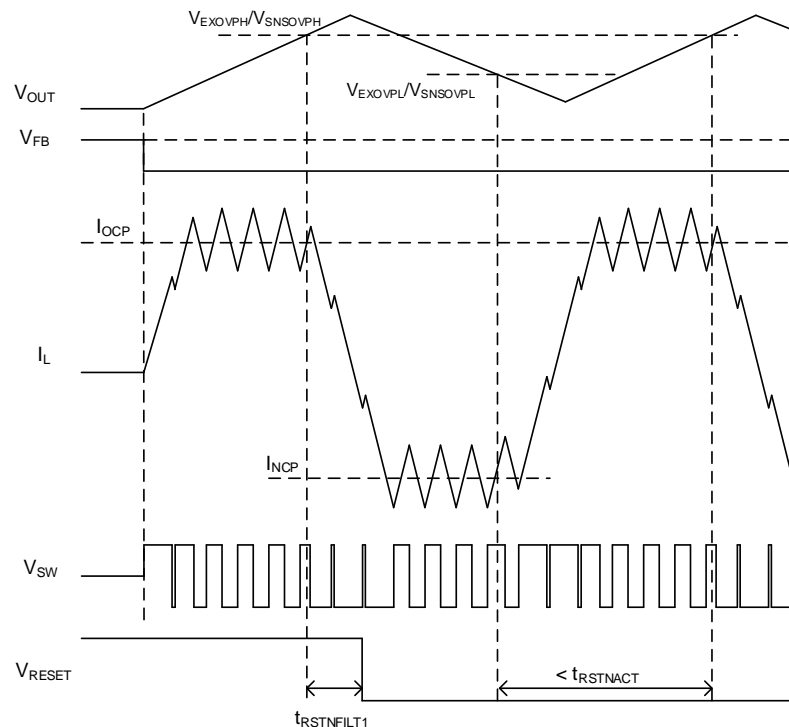 VEXOVPH/VSNSOVPH
VEXOVPL/VSNSOVPL
VOUT
VFB
IOCP
IL
INCP
VSW
VRESET
< tRSTNACT
tRSTNFILT1